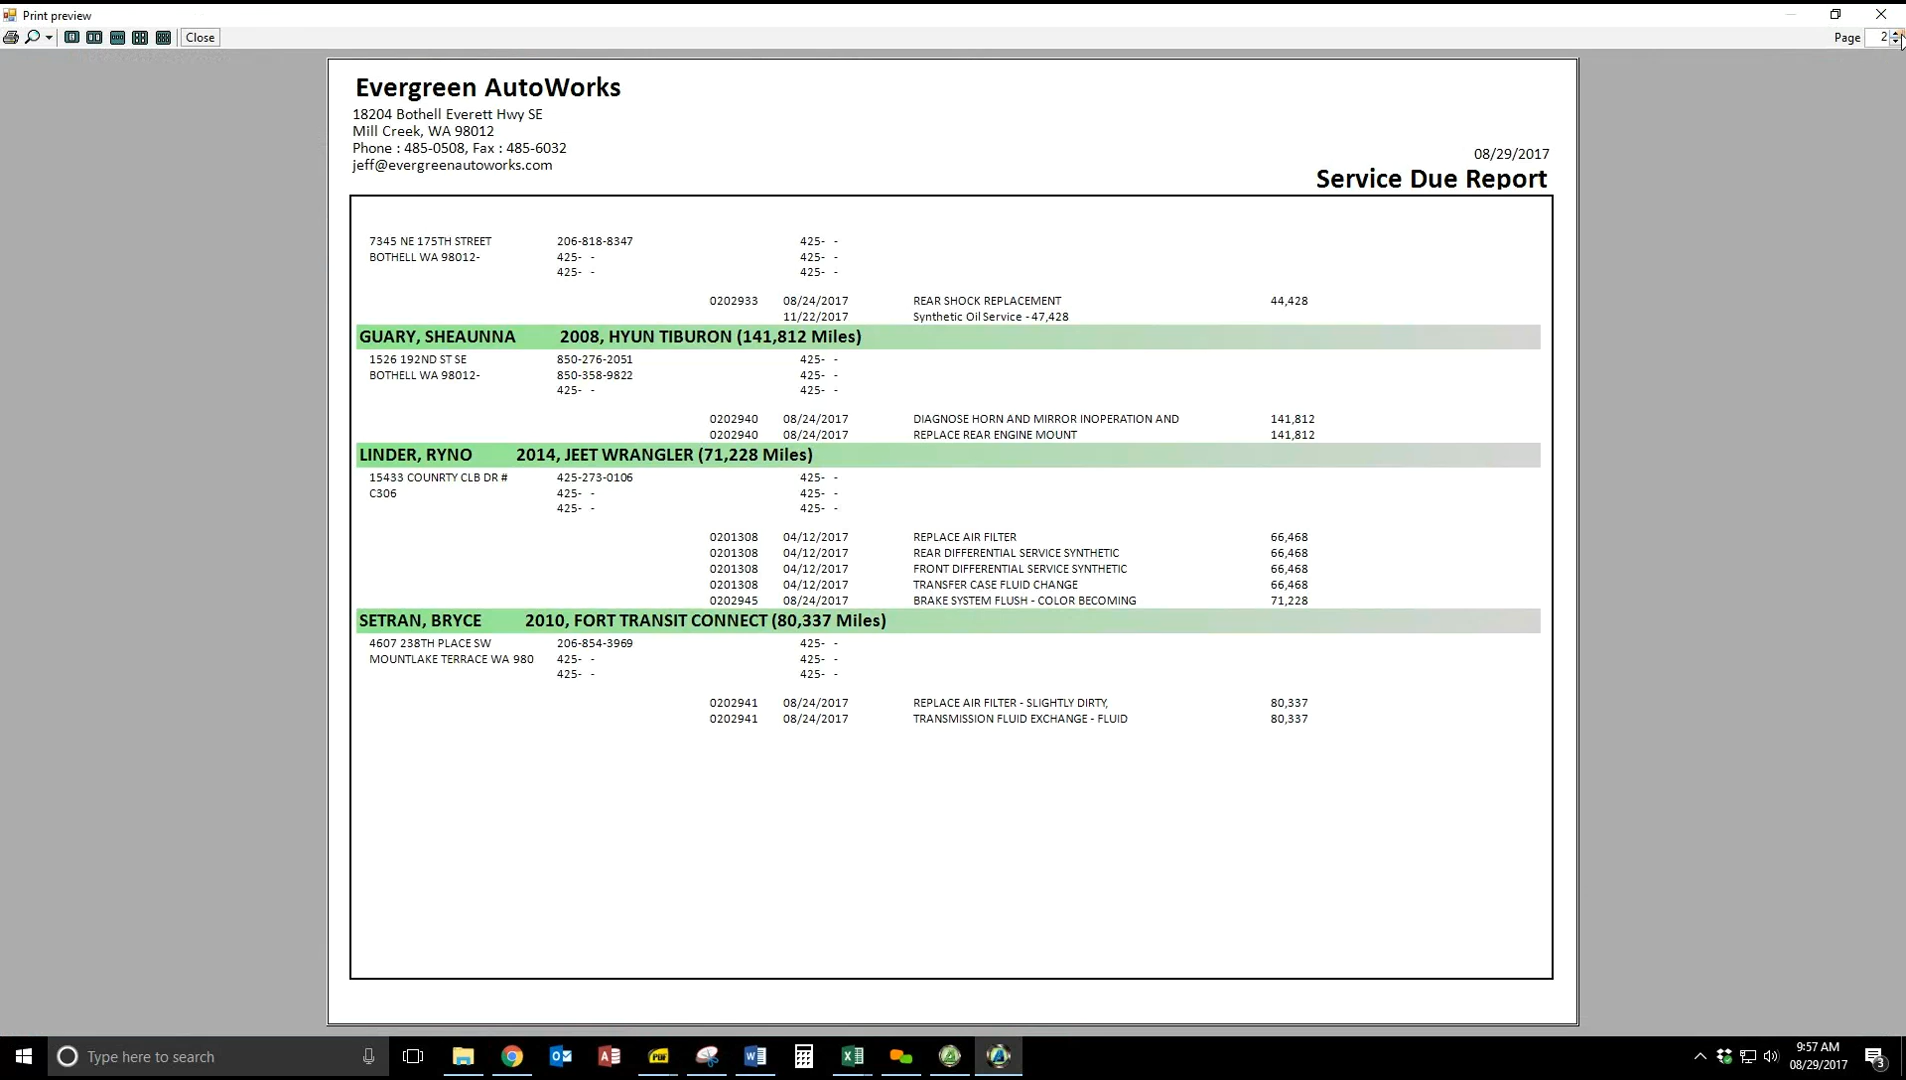 Print preview
Close
Page 2
Evergreen AutoWorks
18204 Bothell Everett Hwy SE
Mill Creek, WA 98012
Phone : 485-0508, Fax : 485-6032
jeff@evergreenautoworks.com
08/29/2017
Service Due Report
7345 NE 175TH STREET 206-818-8347 425- -
BOTHELL WA 98012- 425- - 425- -
425- - 425- -
0202933 08/24/2017 REAR SHOCK REPLACEMENT 44,428
11/22/2017 Synthetic Oil Service - 47,428
GUARY, SHEAUNNA 2008, HYUN TIBURON (141,812 Miles)
1526 192ND ST SE 850-276-2051 425- -
BOTHELL WA 98012- 850-358-9822 425- -
425- - 425- -
0202940 08/24/2017 DIAGNOSE HORN AND MIRROR INOPERATION AND 141,812
0202940 08/24/2017 REPLACE REAR ENGINE MOUNT 141,812
LINDER, RYNO 2014, JEET WRANGLER (71,228 Miles)
15433 COUNRTY CLB DR # 425-273-0106 425- -
C306 425- - 425- -
425- - 425- -
0201308 04/12/2017 REPLACE AIR FILTER 66,468
0201308 04/12/2017 REAR DIFFERENTIAL SERVICE SYNTHETIC 66,468
0201308 04/12/2017 FRONT DIFFERENTIAL SERVICE SYNTHETIC 66,468
0201308 04/12/2017 TRANSFER CASE FLUID CHANGE 66,468
0202945 08/24/2017 BRAKE SYSTEM FLUSH - COLOR BECOMING 71,228
SETRAN, BRYCE 2010, FORT TRANSIT CONNECT (80,337 Miles)
4607 238TH PLACE SW 206-854-3969 425- -
MOUNTLAKE TERRACE WA 980 425- - 425- -
425- - 425- -
0202941 08/24/2017 REPLACE AIR FILTER - SLIGHTLY DIRTY, 80,337
0202941 08/24/2017 TRANSMISSION FLUID EXCHANGE - FLUID 80,337
Type here to search
PDF
9:57 AM
08/29/2017
3